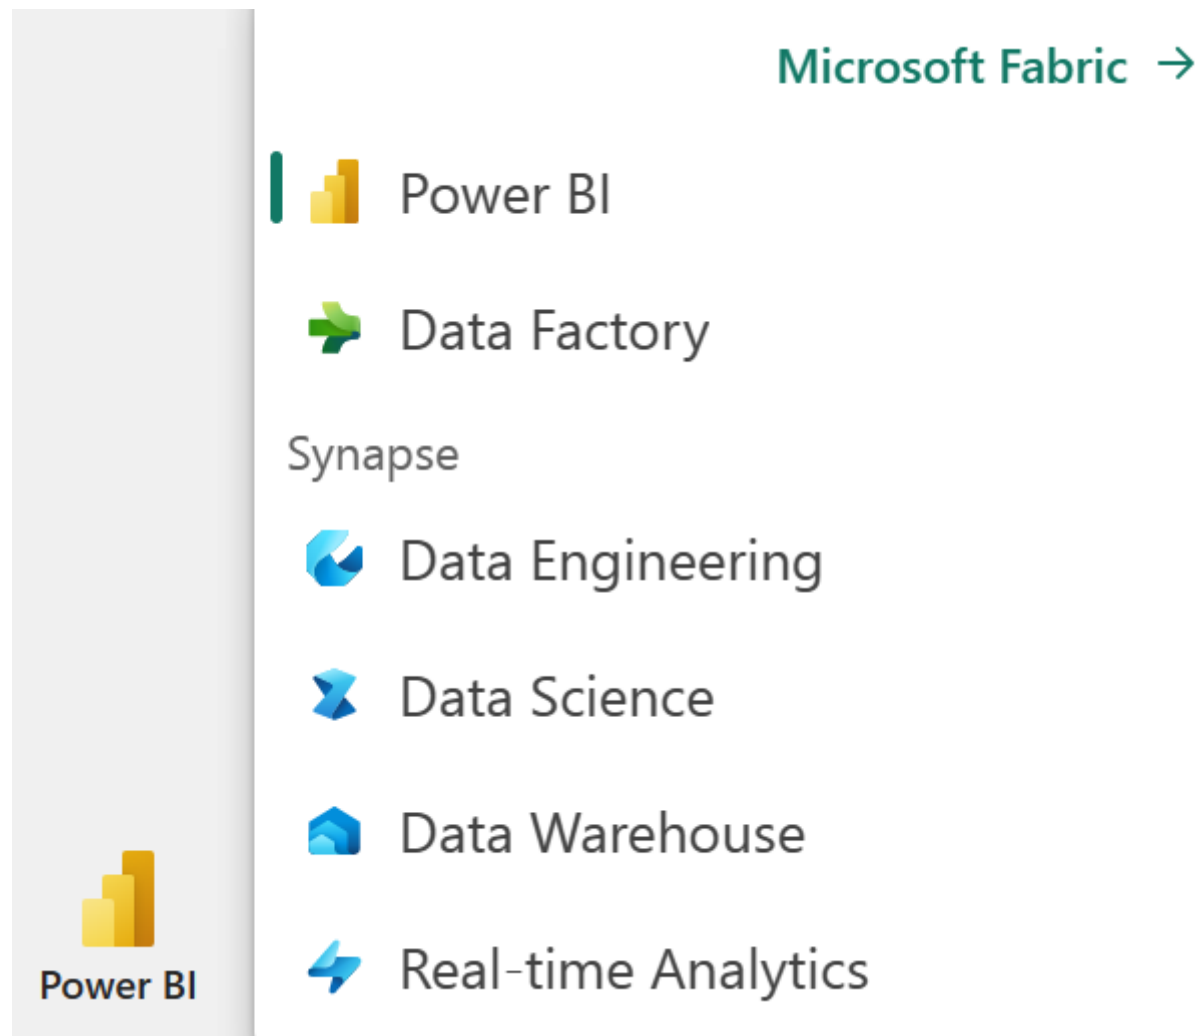 Microsoft Fabric →
Power BI
Data Factory
Synapse
Data Engineering
Data Science
Data Warehouse
Real-time Analytics
Power BI